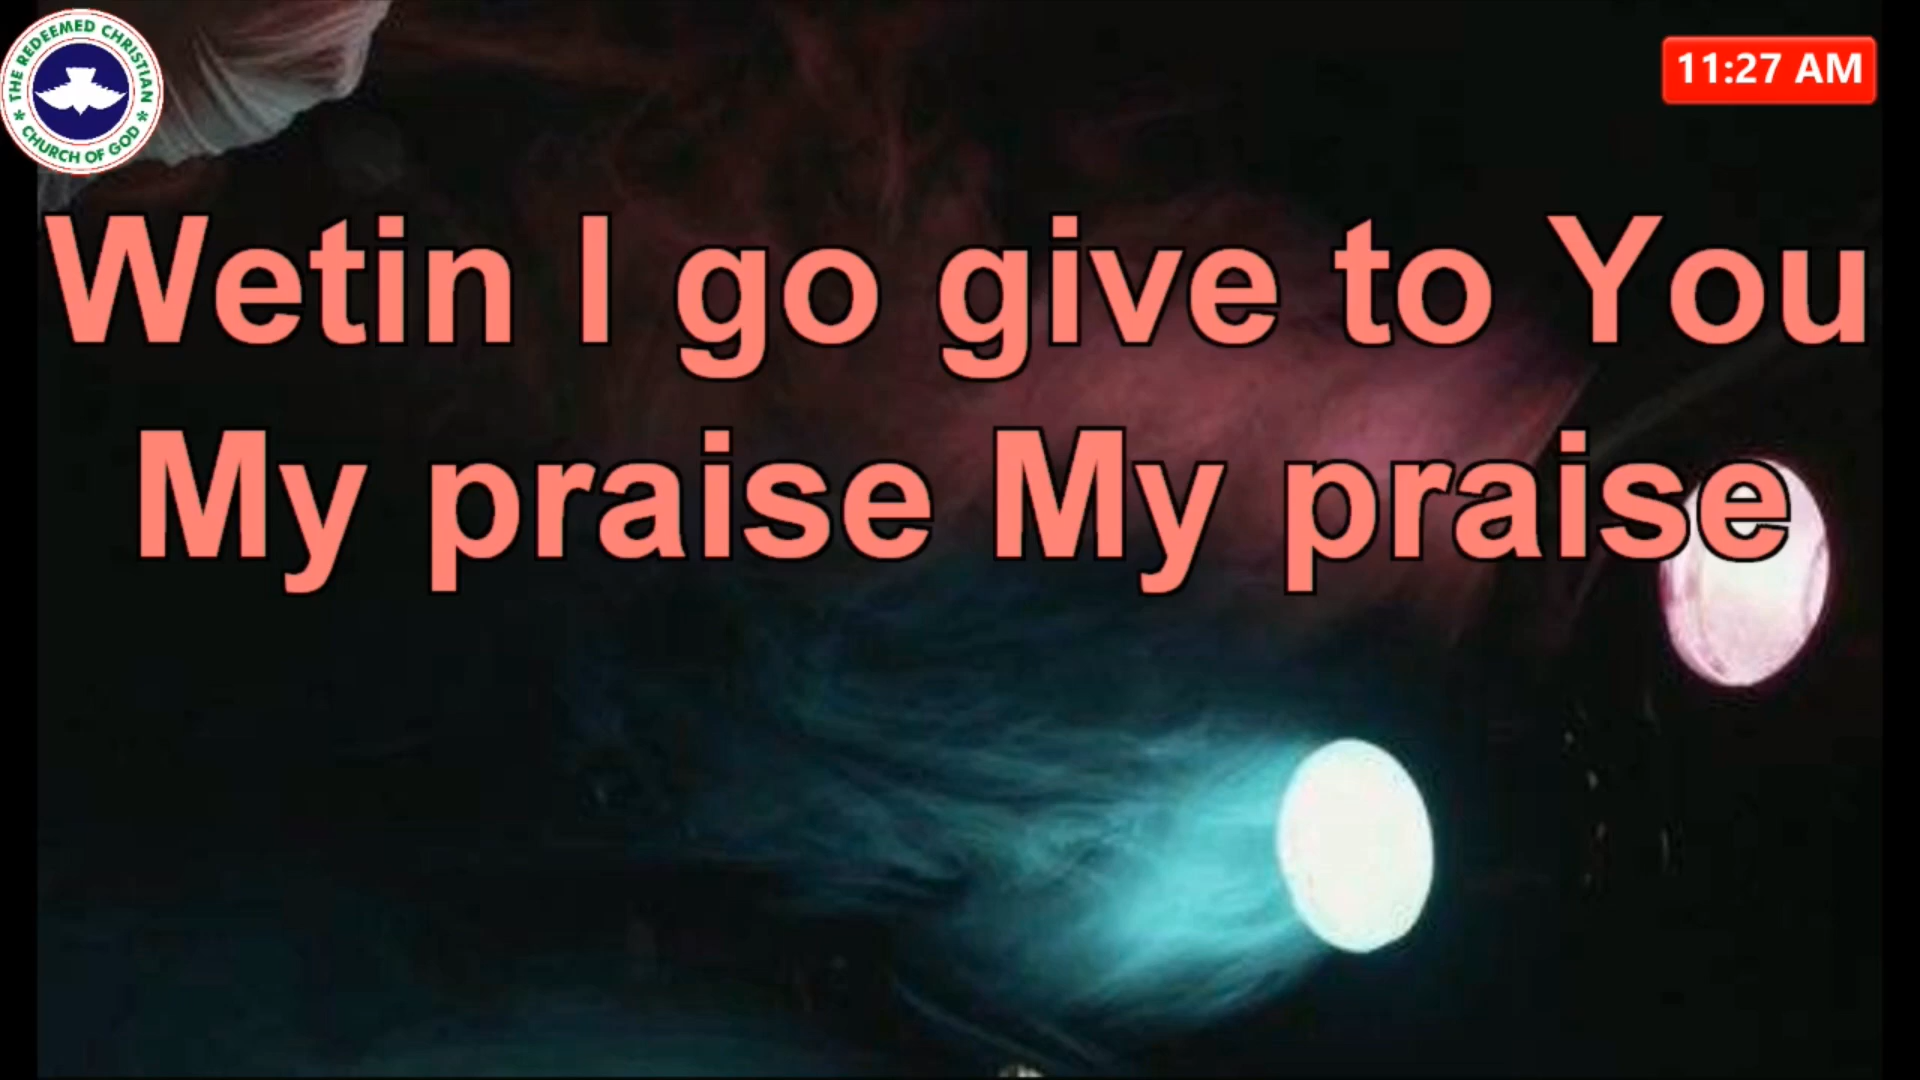 THE REDEEMED CHRISTIAN
CHURCH OF GOD
11:27 AM
Wetin I go give to You
My praise My praise